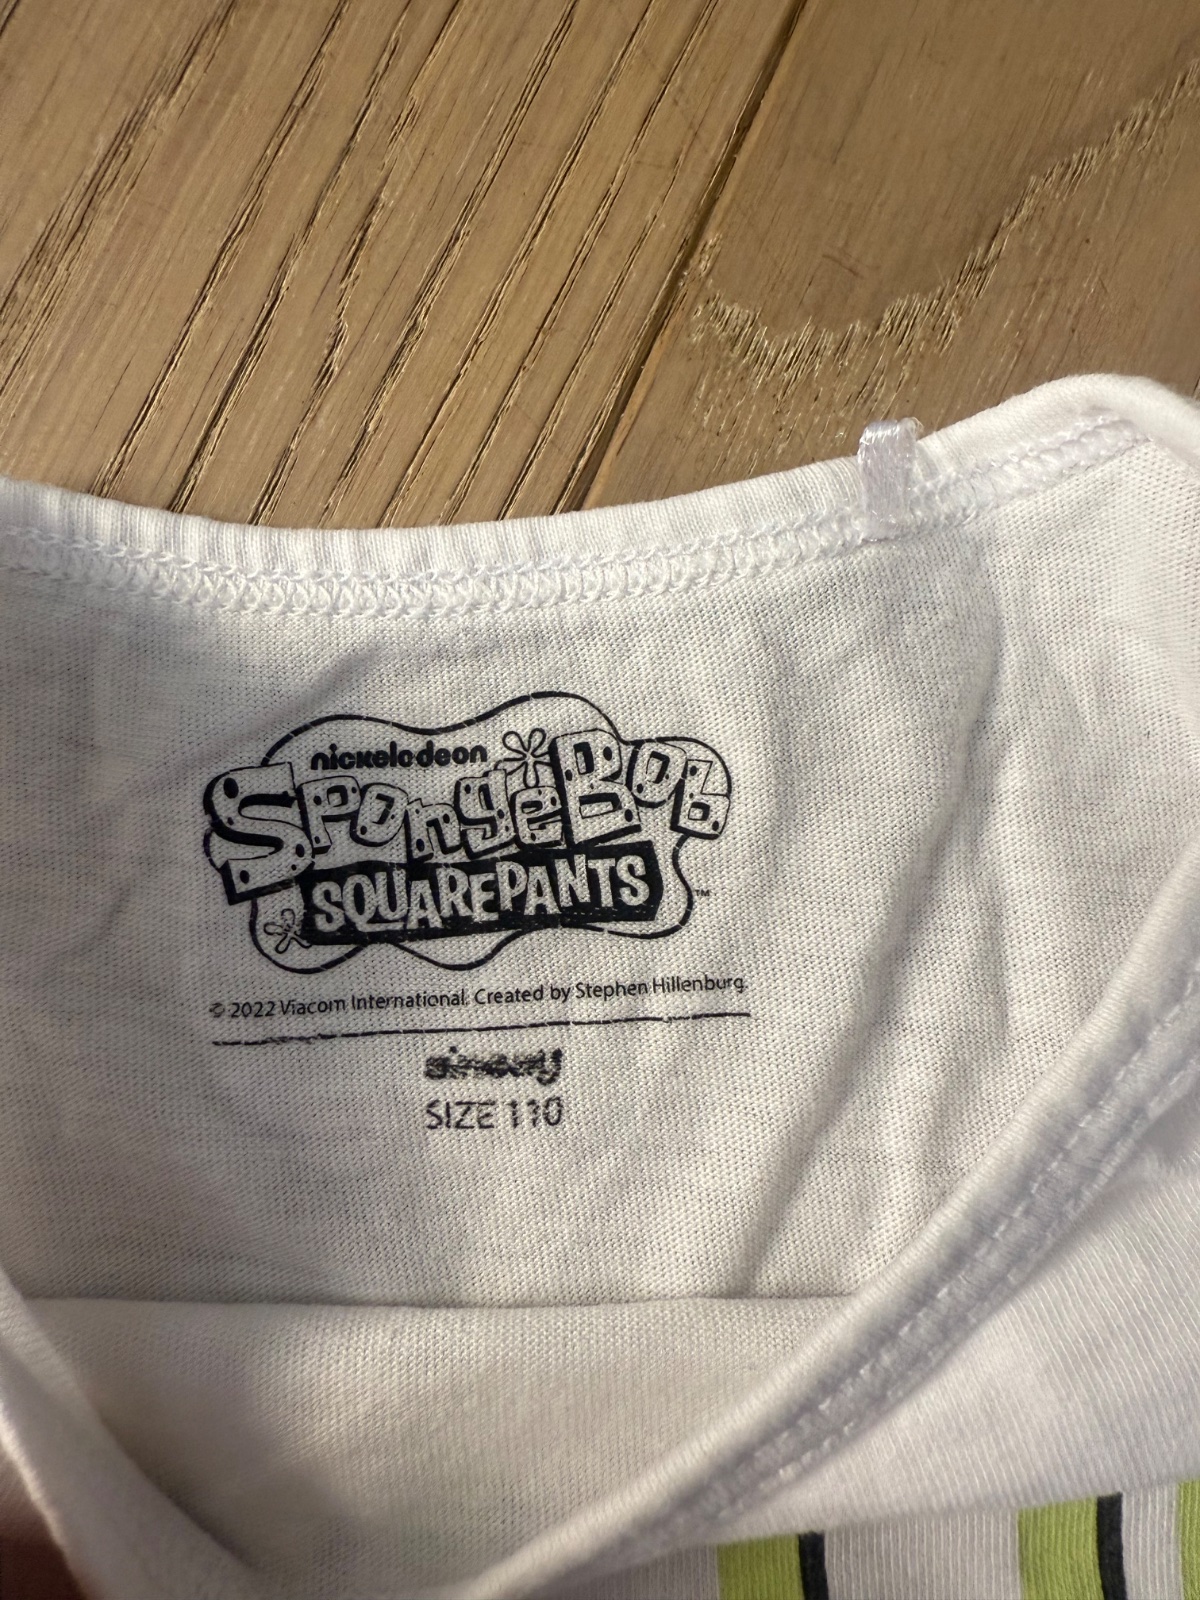 nickelodeon
SPongeBoB
SQUAREPANTS ™
© 2022 Viacom International. Created by Stephen Hillenburg.
SIZE 110